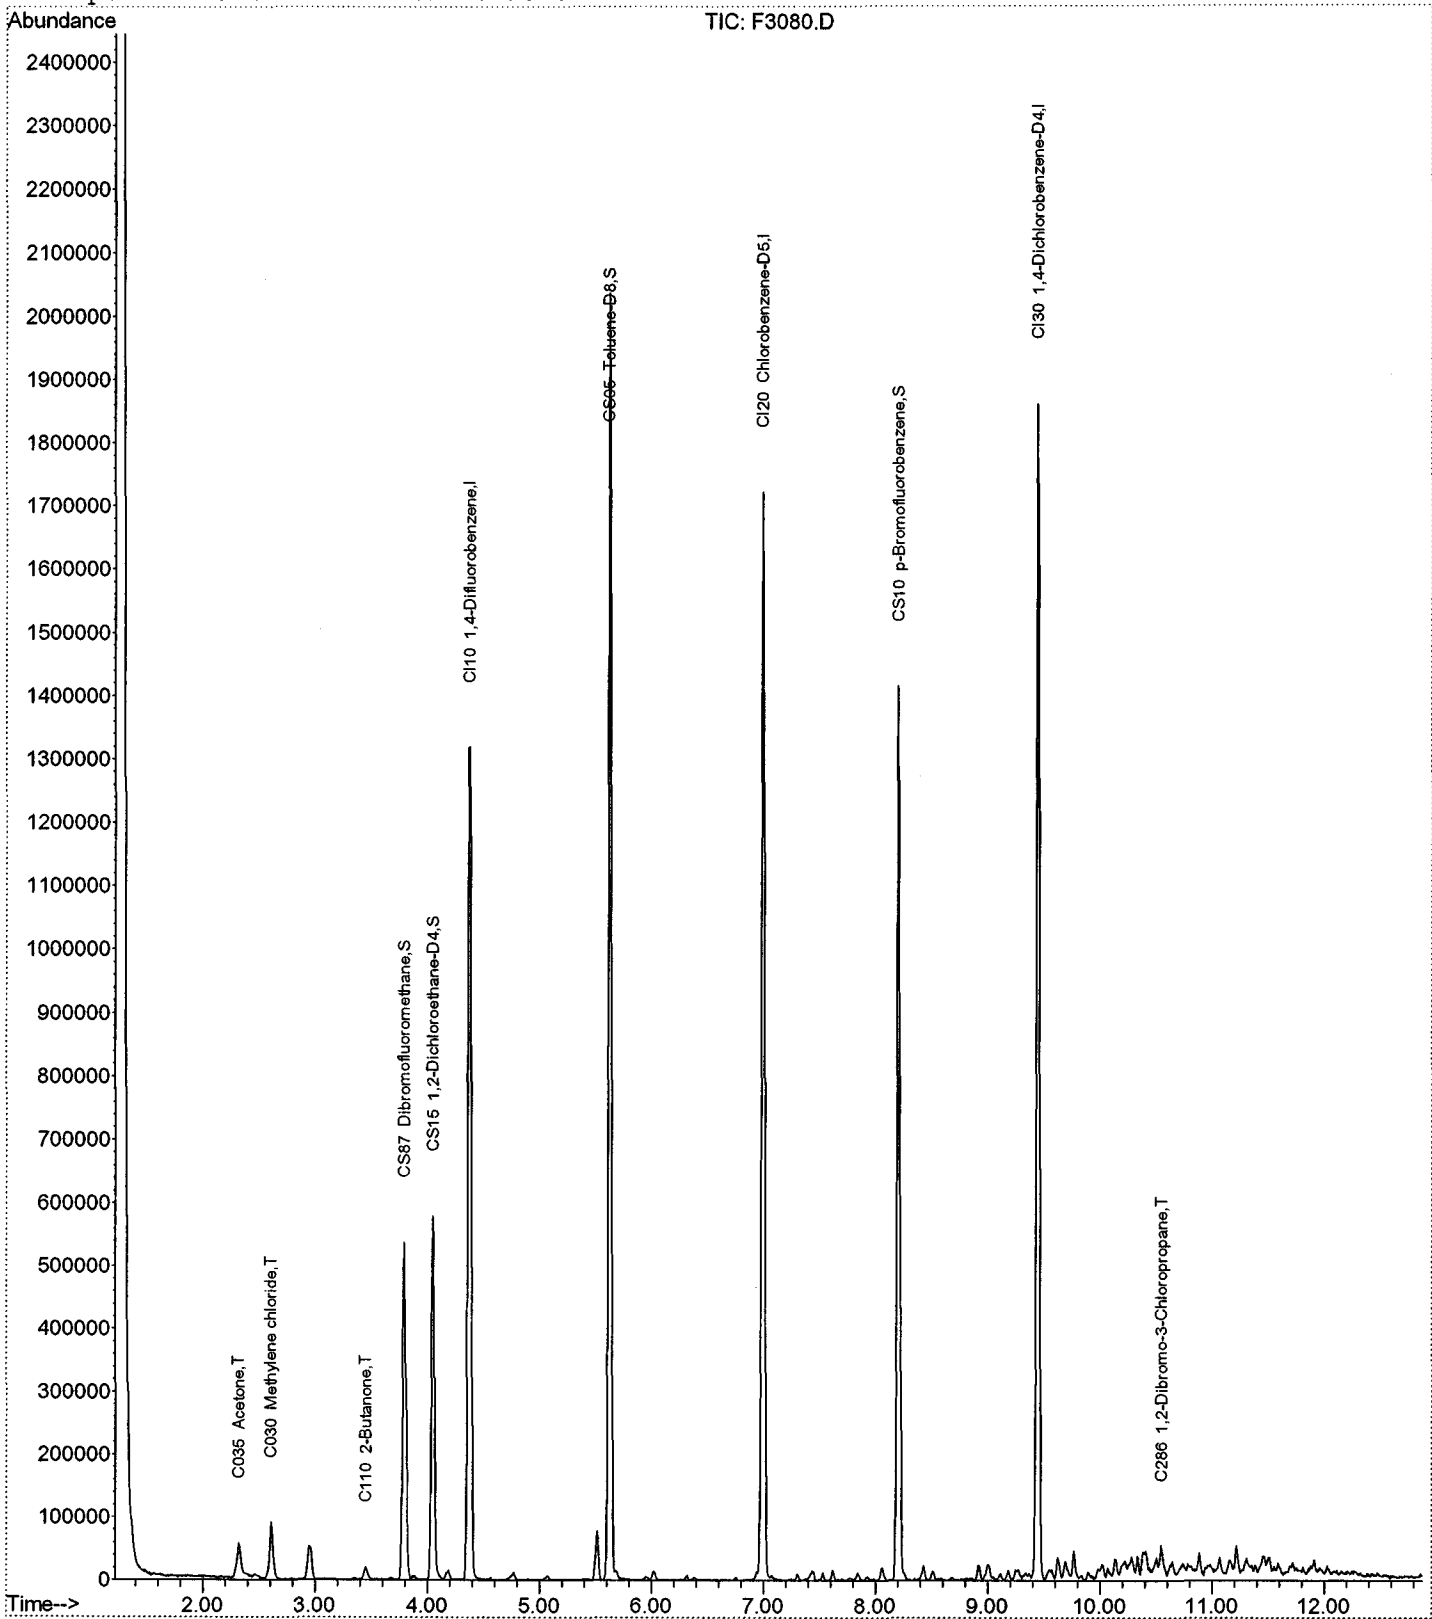 Abundance
TIC: F3080.D
2400000
2300000
2200000
2100000
2000000
1900000
1800000
1700000
1600000
1500000
1400000
1300000
1200000
1100000
1000000
900000
800000
700000
600000
500000
400000
300000
200000
100000
0
C035 Acetone,T
C030 Methylene chloride,T
C110 2-Butanone,T
CS87 Dibromofluoromethane,S
CS15 1,2-Dichloroethane-D4,S
CI10 1,4-Difluorobenzene,I
CS05 Toluene-D8,S
CI20 Chlorobenzene-D5,I
CS10 p-Bromofluorobenzene,S
CI30 1,4-Dichlorobenzene-D4,I
C286 1,2-Dibromo-3-Chloropropane,T
Time--> 2.00 3.00 4.00 5.00 6.00 7.00 8.00 9.00 10.00 11.00 12.00